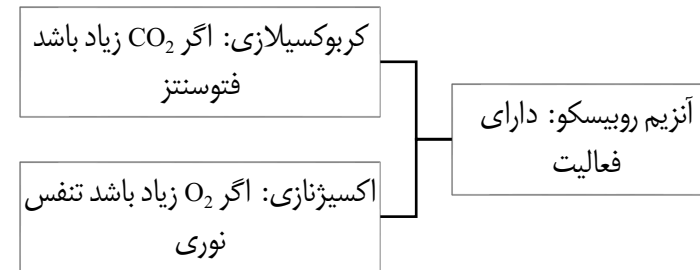 آنزیم روبیسکو: دارای
فعالیت
کربوکسیلازی: اگر CO₂ زیاد باشد
فتوسنتز
اکسیژنازی: اگر O₂ زیاد باشد تنفس
نوری